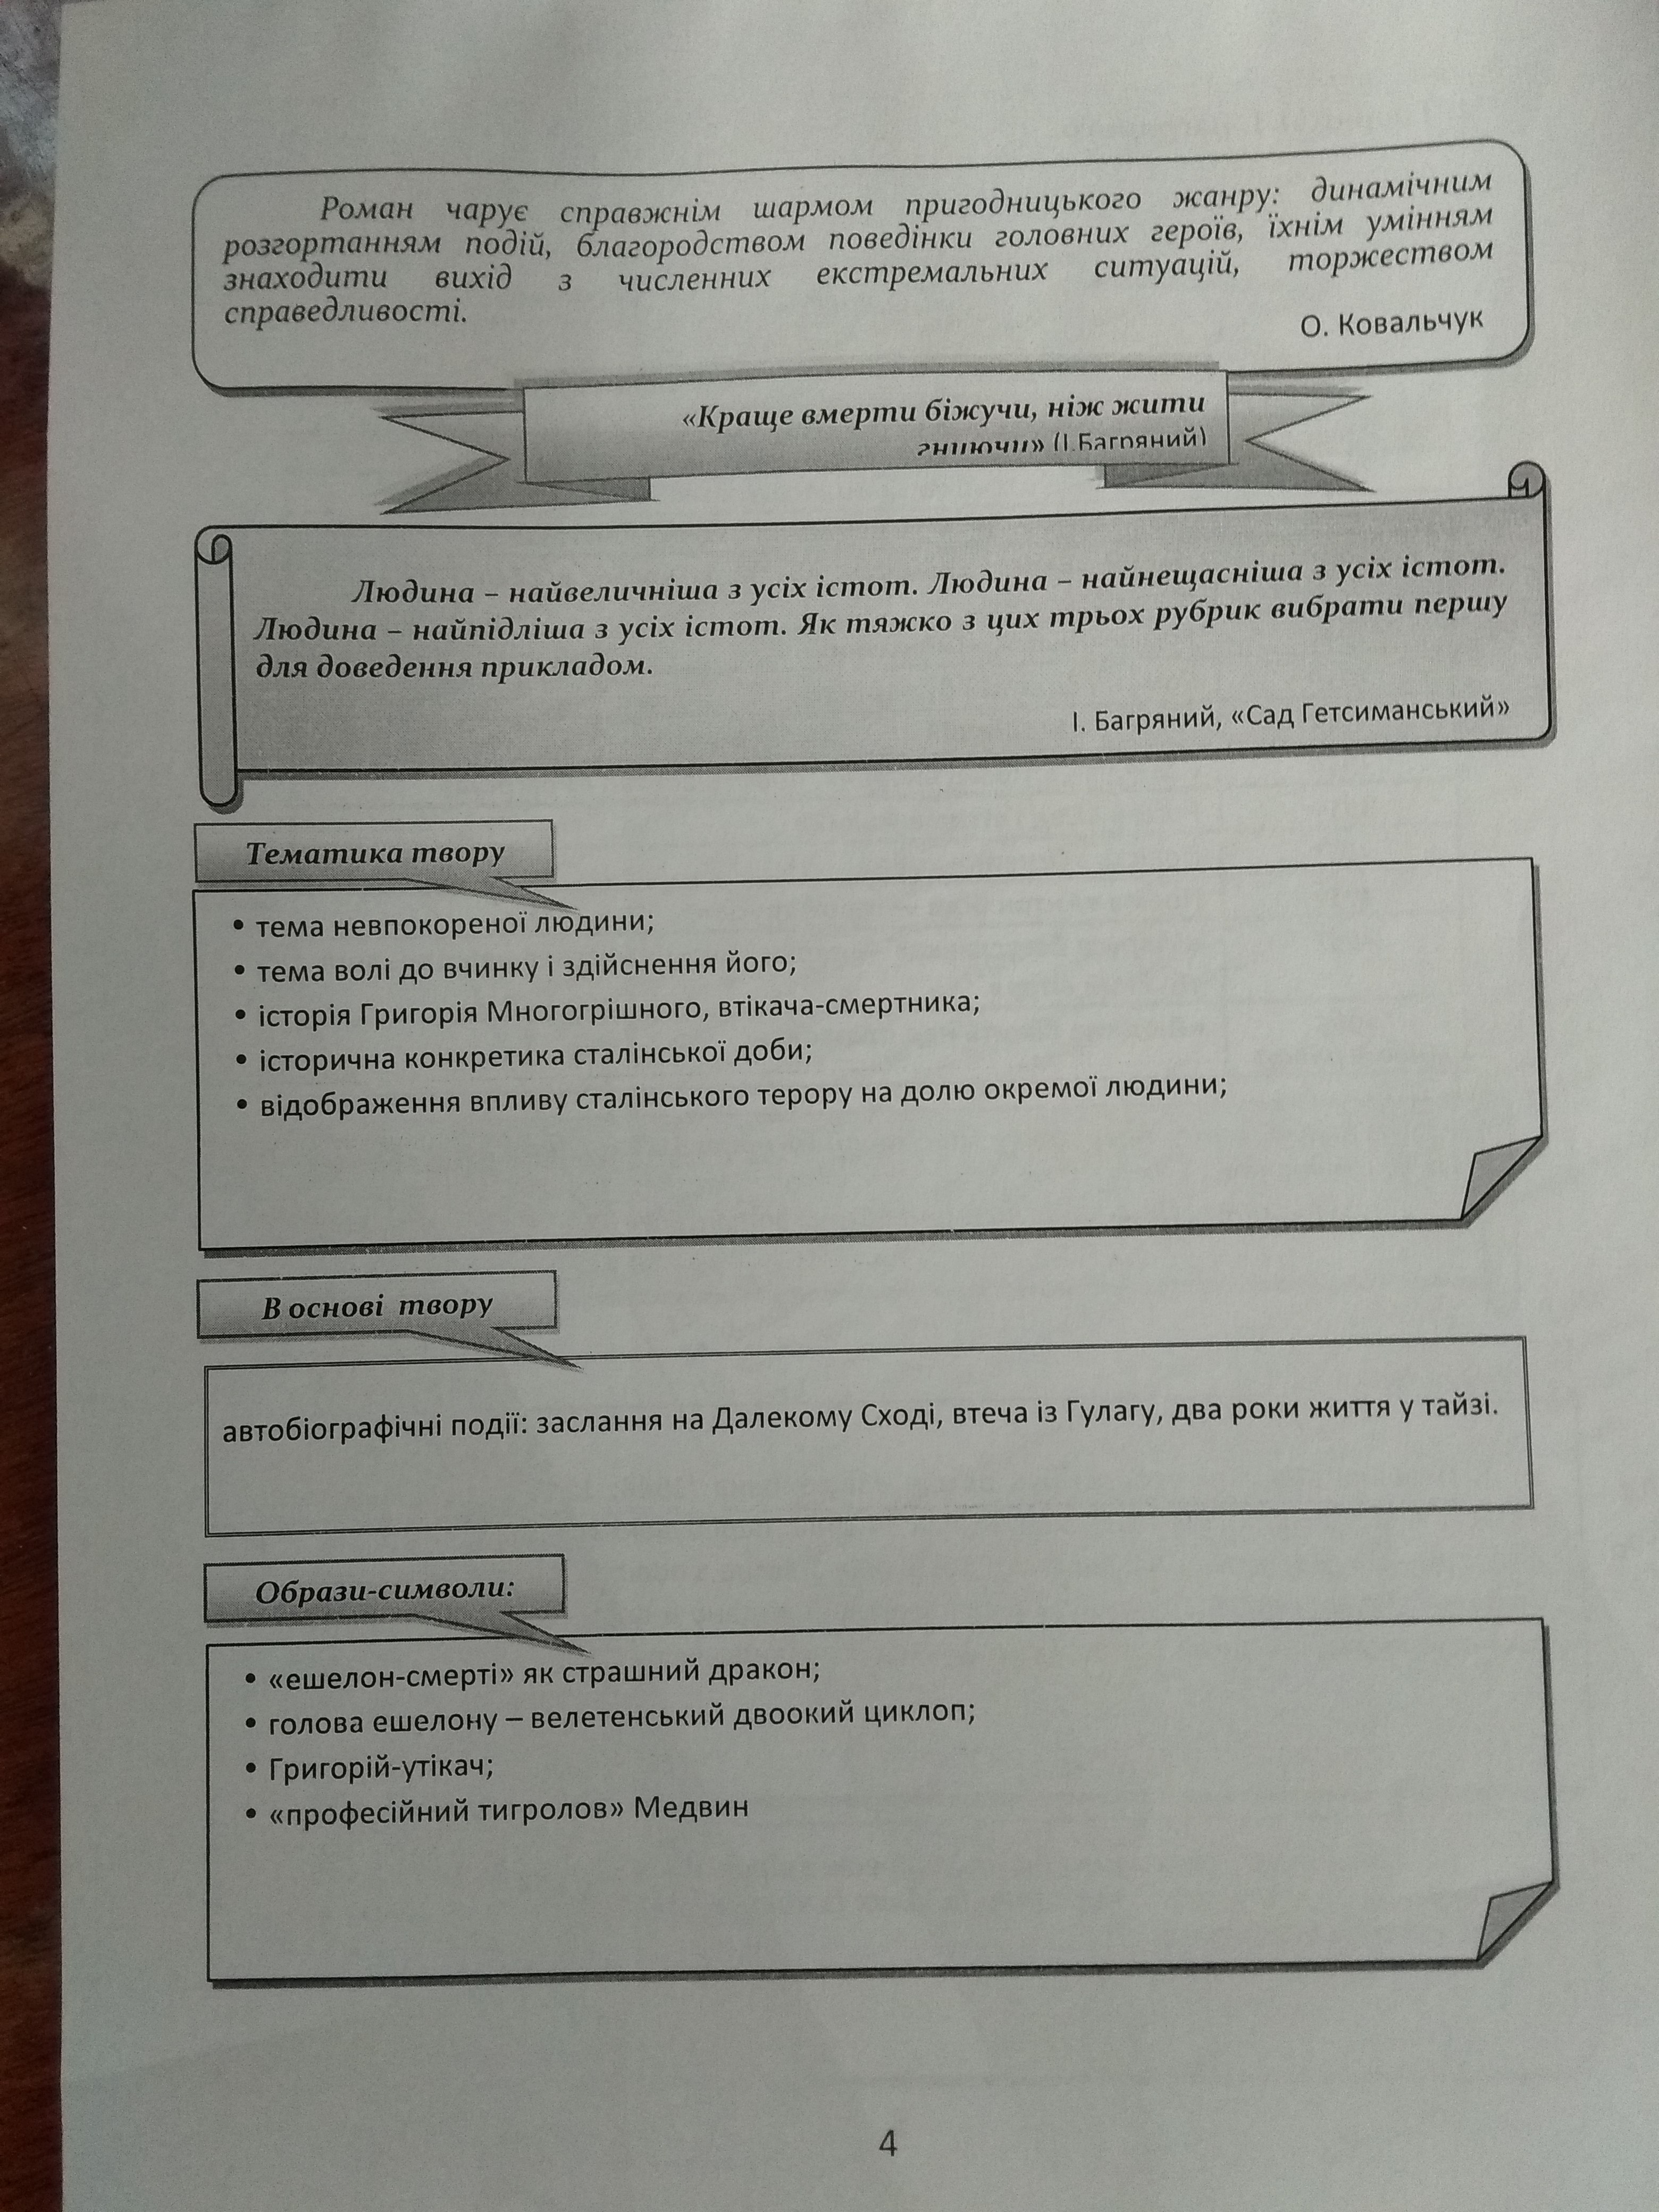 Роман чарує справжнім шармом пригодницького жанру: динамічним
розгортанням подій, благородством поведінки головних героїв, їхнім умінням
знаходити вихід з численних екстремальних ситуацій, торжеством
справедливості.
О. Ковальчук
«Краще вмерти біжучи, ніж жити
гниючи» (І.Багряний)
Людина – найвеличніша з усіх істот. Людина – найнещасніша з усіх істот.
Людина – найпідліша з усіх істот. Як тяжко з цих трьох рубрик вибрати першу
для доведення прикладом.
І. Багряний, «Сад Гетсиманський»
Тематика твору
• тема невпокореної людини;
• тема волі до вчинку і здійснення його;
• історія Григорія Многогрішного, втікача-смертника;
• історична конкретика сталінської доби;
• відображення впливу сталінського терору на долю окремої людини;
В основі твору
автобіографічні події: заслання на Далекому Сході, втеча із Гулагу, два роки життя у тайзі.
Образи-символи:
• «ешелон-смерті» як страшний дракон;
• голова ешелону – велетенський двоокий циклоп;
• Григорій-утікач;
• «професійний тигролов» Медвин
4